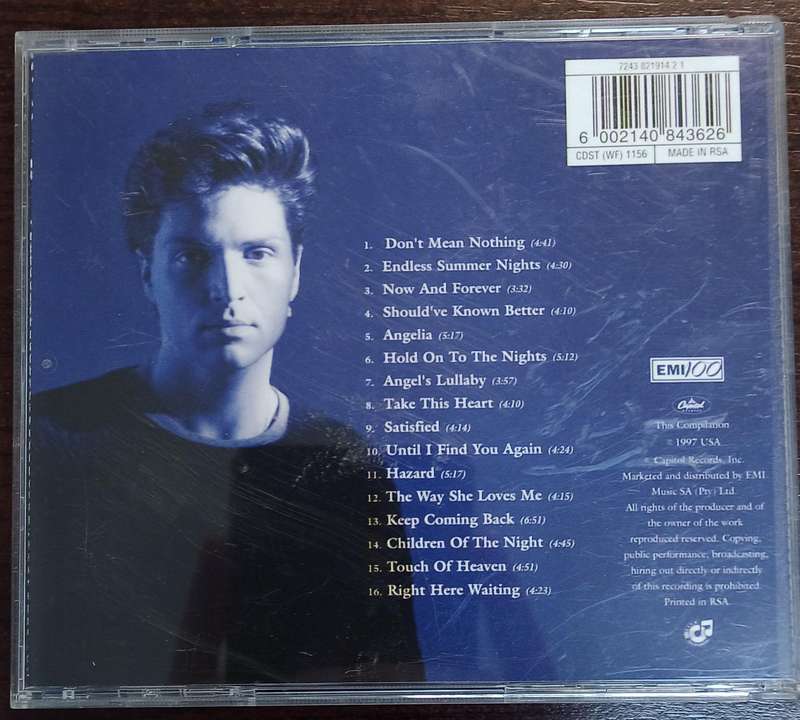 7243 821914 2 1
6 002140 843626
CDST (WF) 1156 MADE IN RSA
1. Don't Mean Nothing (4:41)
2. Endless Summer Nights (4:30)
3. Now And Forever (3:32)
4. Should've Known Better (4:10)
5. Angelia (5:17)
6. Hold On To The Nights (5:12)
7. Angel's Lullaby (3:57)
8. Take This Heart (4:10)
9. Satisfied (4:14)
10. Until I Find You Again (4:24)
11. Hazard (5:17)
12. The Way She Loves Me (4:15)
13. Keep Coming Back (6:51)
14. Children Of The Night (4:45)
15. Touch Of Heaven (4:51)
16. Right Here Waiting (4:23)
EMI100
Capitol
This Compilation
© 1997 USA
Capitol Records, Inc.
Marketed and distributed by EMI
Music SA (Pty) Ltd.
All rights of the producer and of
the owner of the work
reproduced reserved. Copying,
public performance, broadcasting,
hiring out directly or indirectly
of this recording is prohibited.
Printed in RSA.